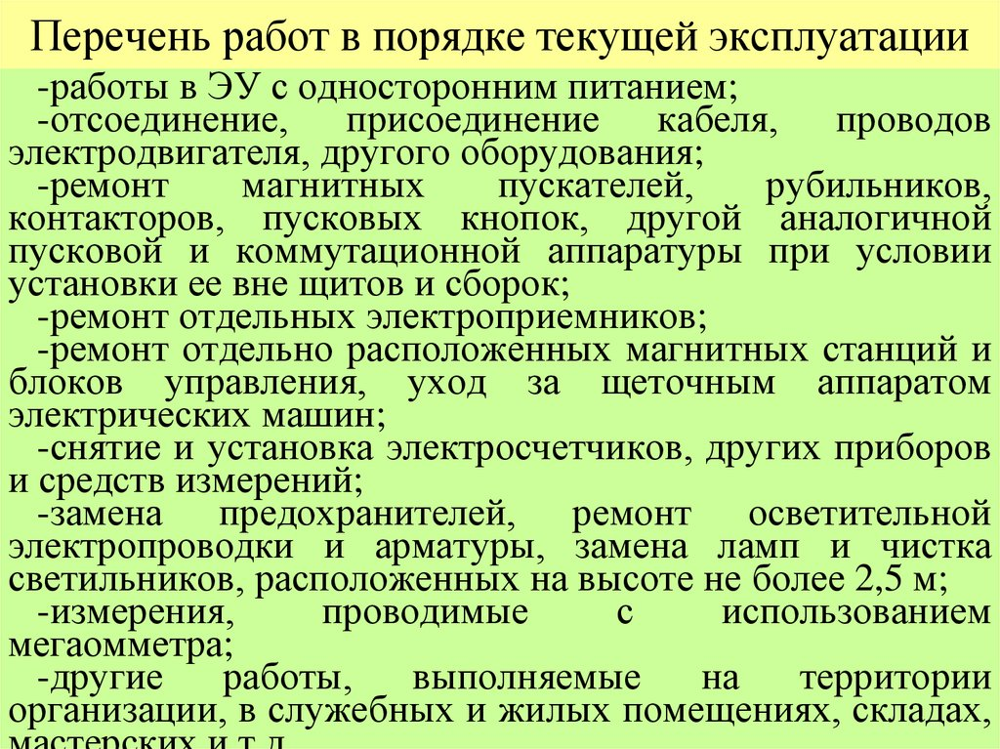 Перечень работ в порядке текущей эксплуатации
-работы в ЭУ с односторонним питанием;
-отсоединение, присоединение кабеля, проводов
электродвигателя, другого оборудования;
-ремонт магнитных пускателей, рубильников,
контакторов, пусковых кнопок, другой аналогичной
пусковой и коммутационной аппаратуры при условии
установки ее вне щитов и сборок;
-ремонт отдельных электроприемников;
-ремонт отдельно расположенных магнитных станций и
блоков управления, уход за щеточным аппаратом
электрических машин;
-снятие и установка электросчетчиков, других приборов
и средств измерений;
-замена предохранителей, ремонт осветительной
электропроводки и арматуры, замена ламп и чистка
светильников, расположенных на высоте не более 2,5 м;
-измерения, проводимые с использованием
мегаомметра;
-другие работы, выполняемые на территории
организации, в служебных и жилых помещениях, складах,
мастерских и т.д